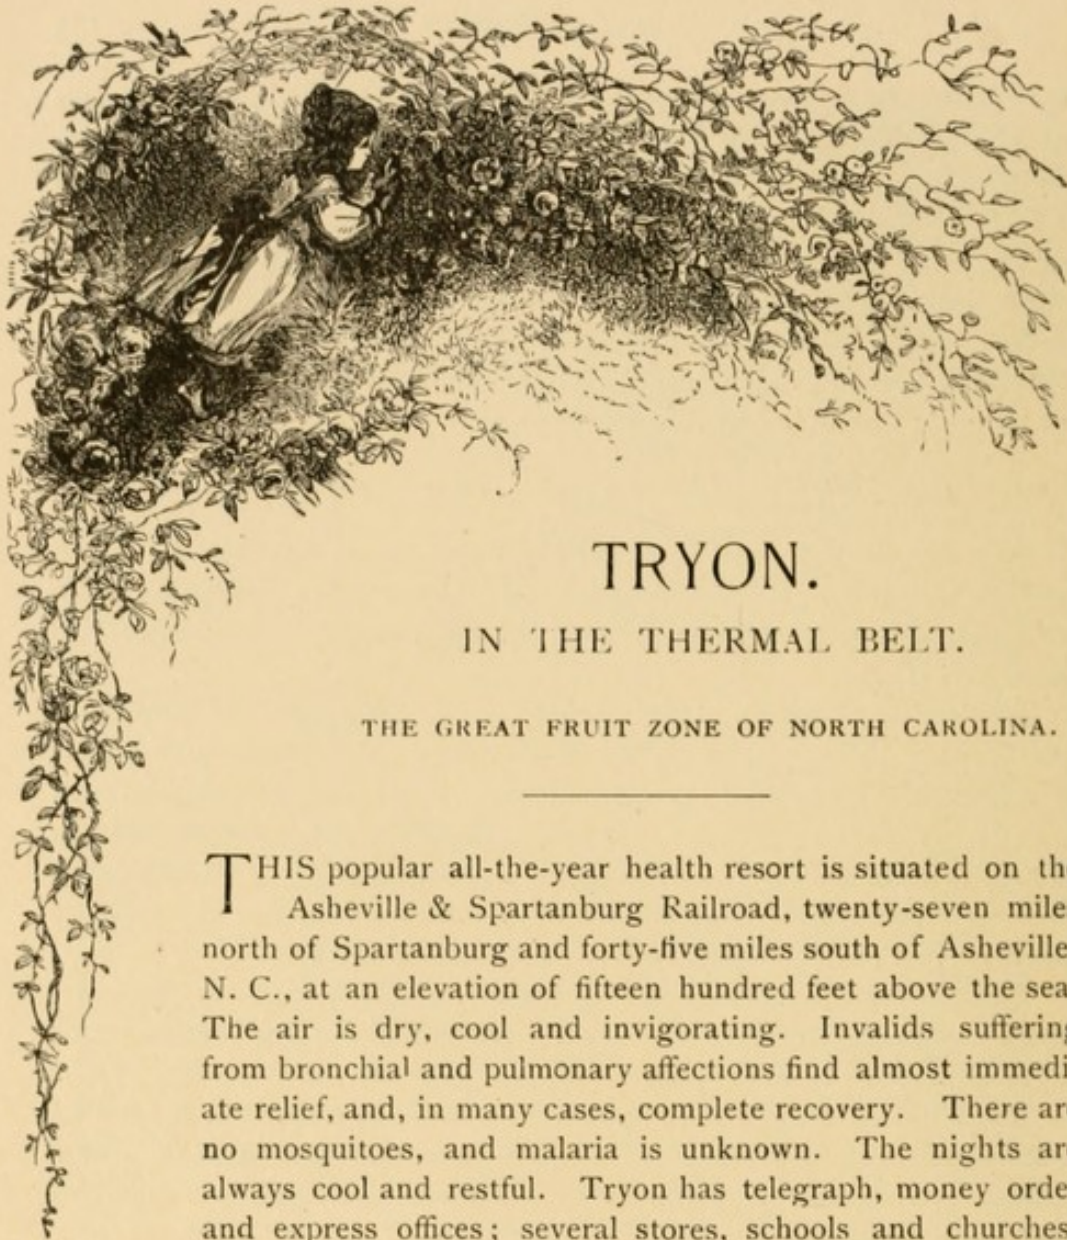 TRYON.
IN THE THERMAL BELT.
THE GREAT FRUIT ZONE OF NORTH CAROLINA.
THIS popular all-the-year health resort is situated on th
Asheville & Spartanburg Railroad, twenty-seven mile
north of Spartanburg and forty-five miles south of Asheville
N. C., at an elevation of fifteen hundred feet above the sea
The air is dry, cool and invigorating. Invalids suffering
from bronchial and pulmonary affections find almost immedi
ate relief, and, in many cases, complete recovery. There ar
no mosquitoes, and malaria is unknown. The nights ar
always cool and restful. Tryon has telegraph, money orde
and express offices; several stores, schools and churches